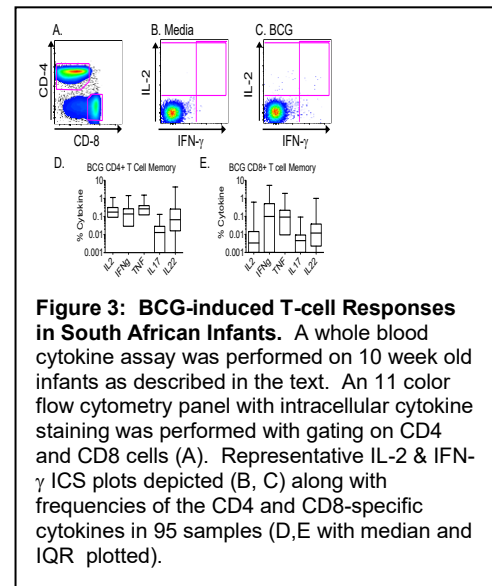 A.
B. Media
C. BCG
CD-4
IL-2
IL-2
CD-8
IFN-γ
IFN-γ
D.
BCG CD4+ T Cell Memory
E.
BCG CD8+ T cell Memory
% Cytokine
10
1
0.1
0.01
0.001
IL2
IFNg
TNF
IL17
IL22
% Cytokine
10
1
0.1
0.01
0.001
IL2
IFNg
TNF
IL17
IL22
Figure 3: BCG-induced T-cell Responses
in South African Infants. A whole blood
cytokine assay was performed on 10 week old
infants as described in the text. An 11 color
flow cytometry panel with intracellular cytokine
staining was performed with gating on CD4
and CD8 cells (A). Representative IL-2 & IFN-
γ ICS plots depicted (B, C) along with
frequencies of the CD4 and CD8-specific
cytokines in 95 samples (D,E with median and
IQR plotted).